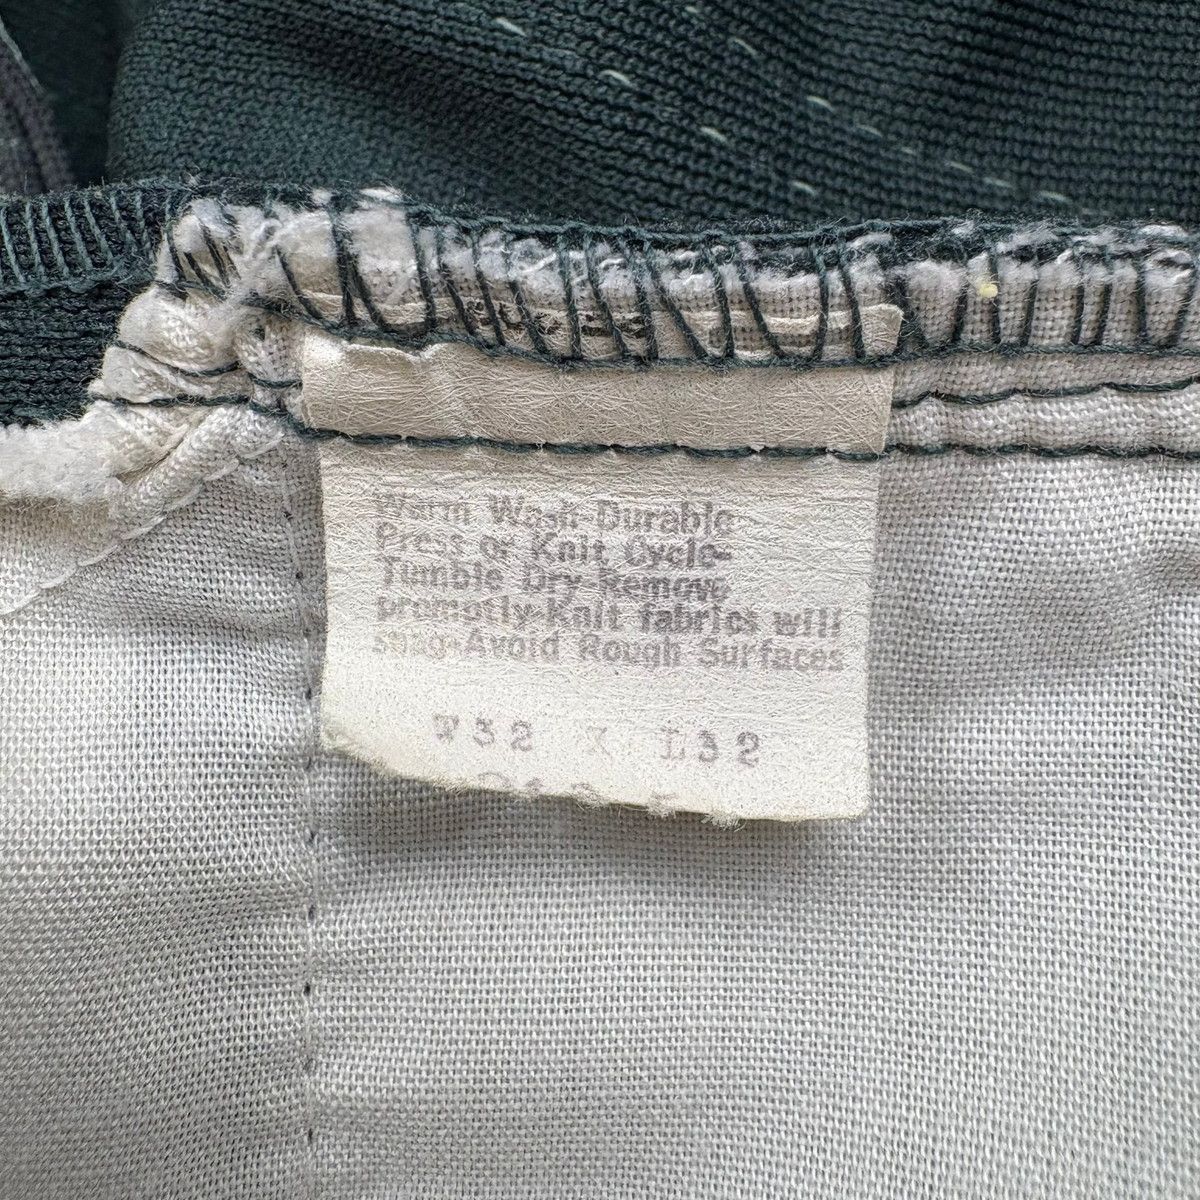 Warm Wash-Durable
Press or Knit Cycle-
Tumble Dry-Remove
promptly-Knit fabrics will
snag-Avoid Rough Surfaces
W32 X L32